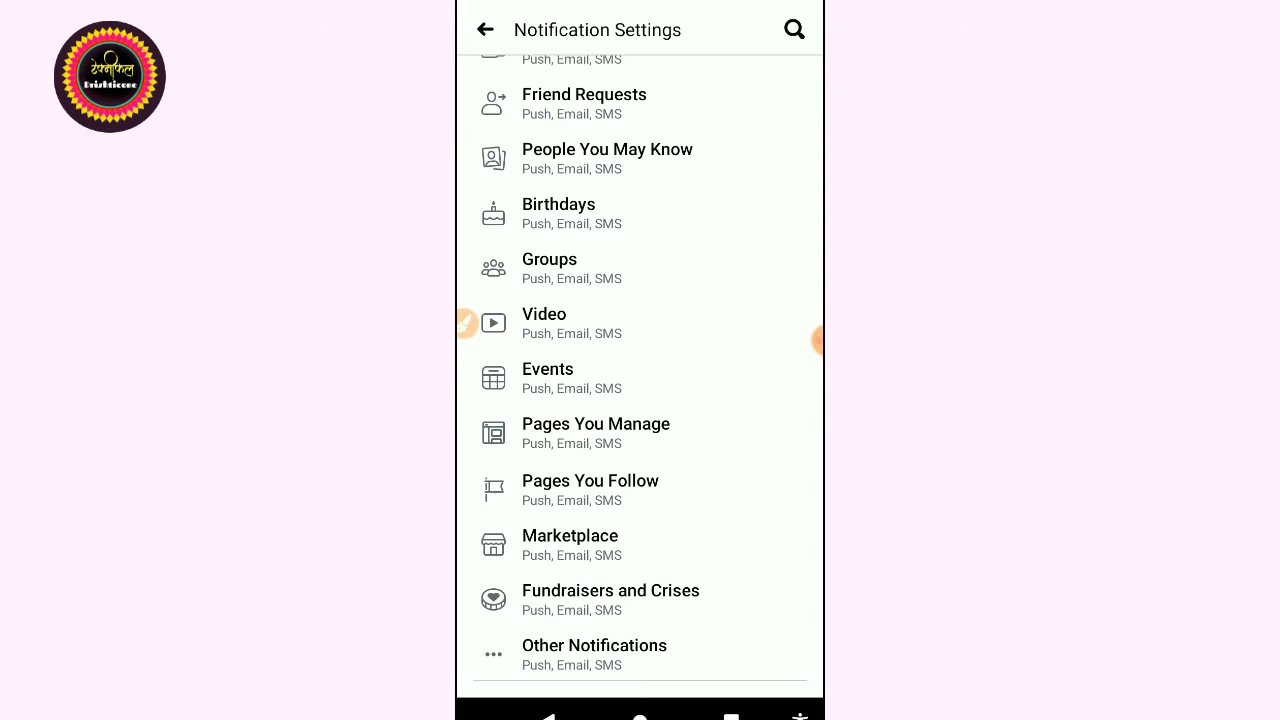 Notification Settings
Push, Email, SMS
Friend Requests
Push, Email, SMS
People You May Know
Push, Email, SMS
Birthdays
Push, Email, SMS
Groups
Push, Email, SMS
Video
Push, Email, SMS
Events
Push, Email, SMS
Pages You Manage
Push, Email, SMS
Pages You Follow
Push, Email, SMS
Marketplace
Push, Email, SMS
Fundraisers and Crises
Push, Email, SMS
Other Notifications
Push, Email, SMS